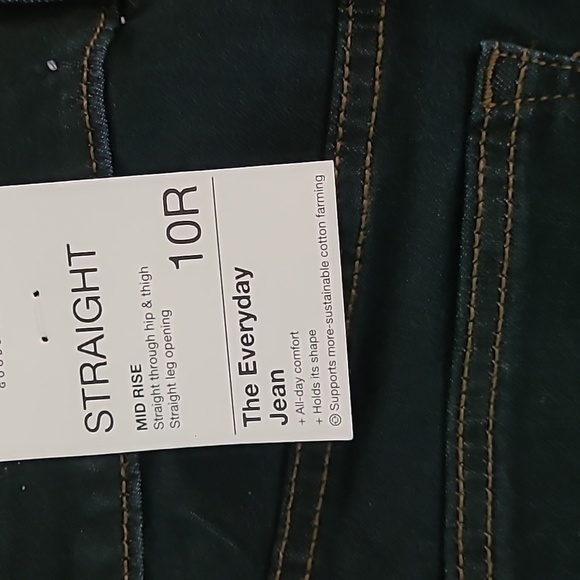 STRAIGHT
MID RISE
Straight through hip & thigh
Straight leg opening
10R
The Everyday
Jean
+ All-day comfort
+ Holds its shape
Supports more-sustainable cotton farming